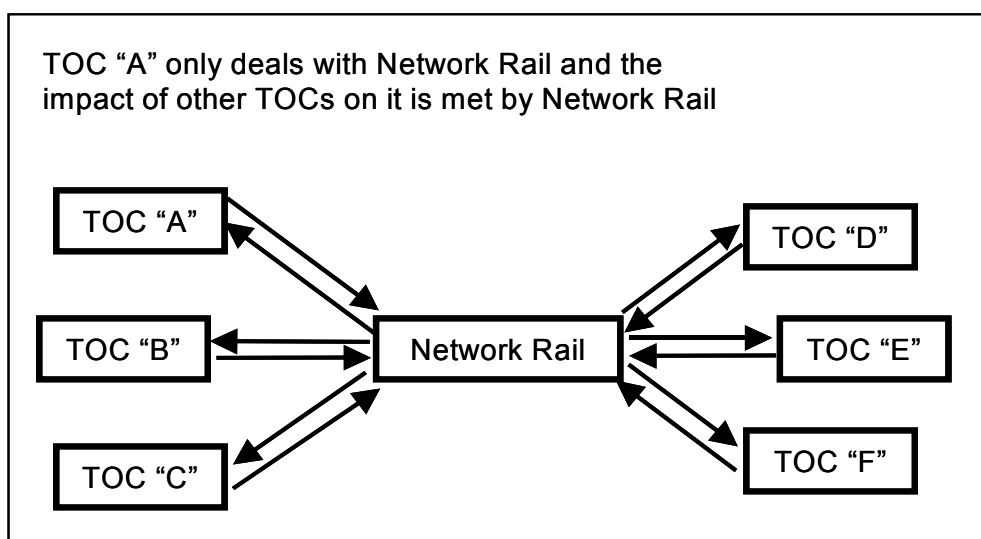 TOC “A” only deals with Network Rail and the
impact of other TOCs on it is met by Network Rail
TOC “A”
TOC “D”
TOC “B”
Network Rail
TOC “E”
TOC “C”
TOC “F”